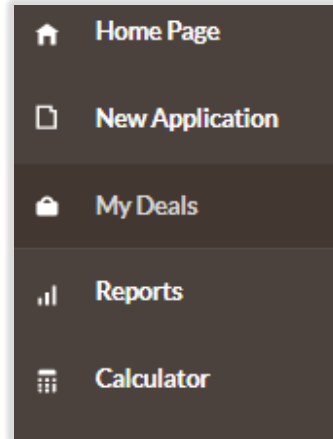 Home Page
New Application
My Deals
Reports
Calculator